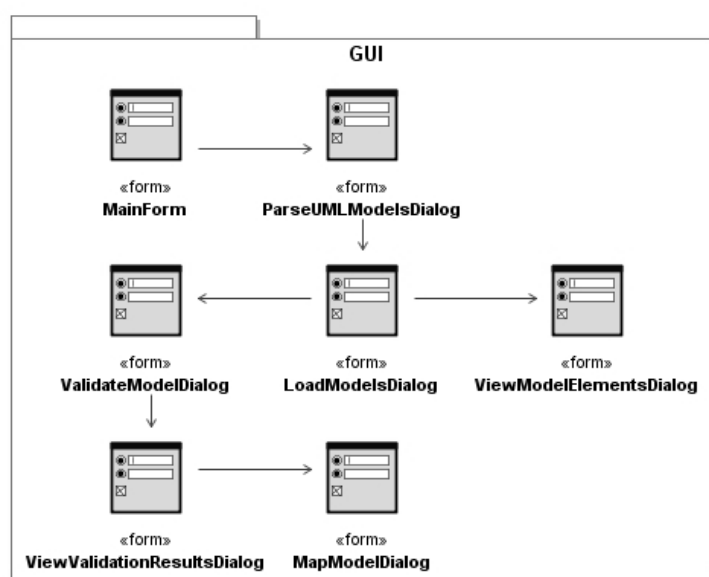 GUI
«form»
MainForm
«form»
ParseUMLModelsDialog
«form»
ValidateModelDialog
«form»
LoadModelsDialog
«form»
ViewModelElementsDialog
«form»
ViewValidationResultsDialog
«form»
MapModelDialog